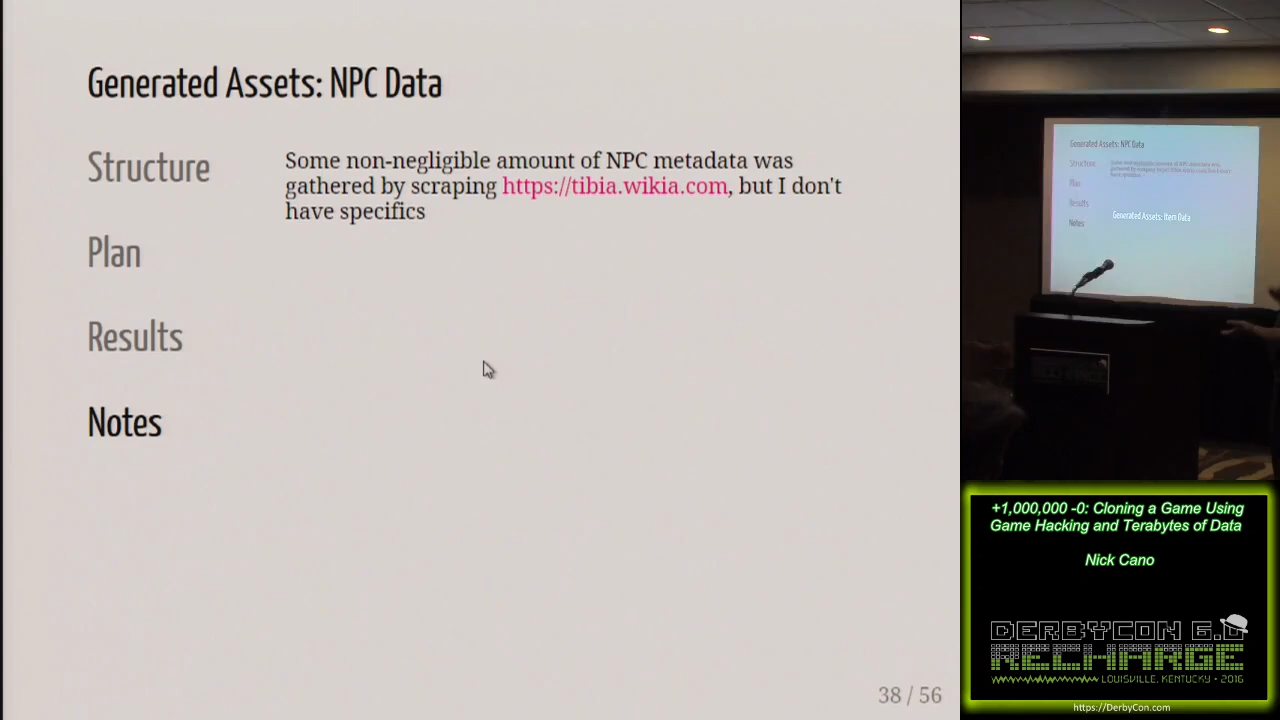 Generated Assets: NPC Data
Structure
Some non-negligible amount of NPC metadata was
gathered by scraping https://tibia.wikia.com, but I don't
have specifics
Plan
Results
Notes
38 / 56
Generated Assets: NPC Data
Structure
Plan
Results
Notes
Generated Assets: Item Data
+1,000,000 -0: Cloning a Game Using
Game Hacking and Terabytes of Data
Nick Cano
DERBYCON 6.0
RECHARGE
LOUISVILLE, KENTUCKY • 2016
https://DerbyCon.com